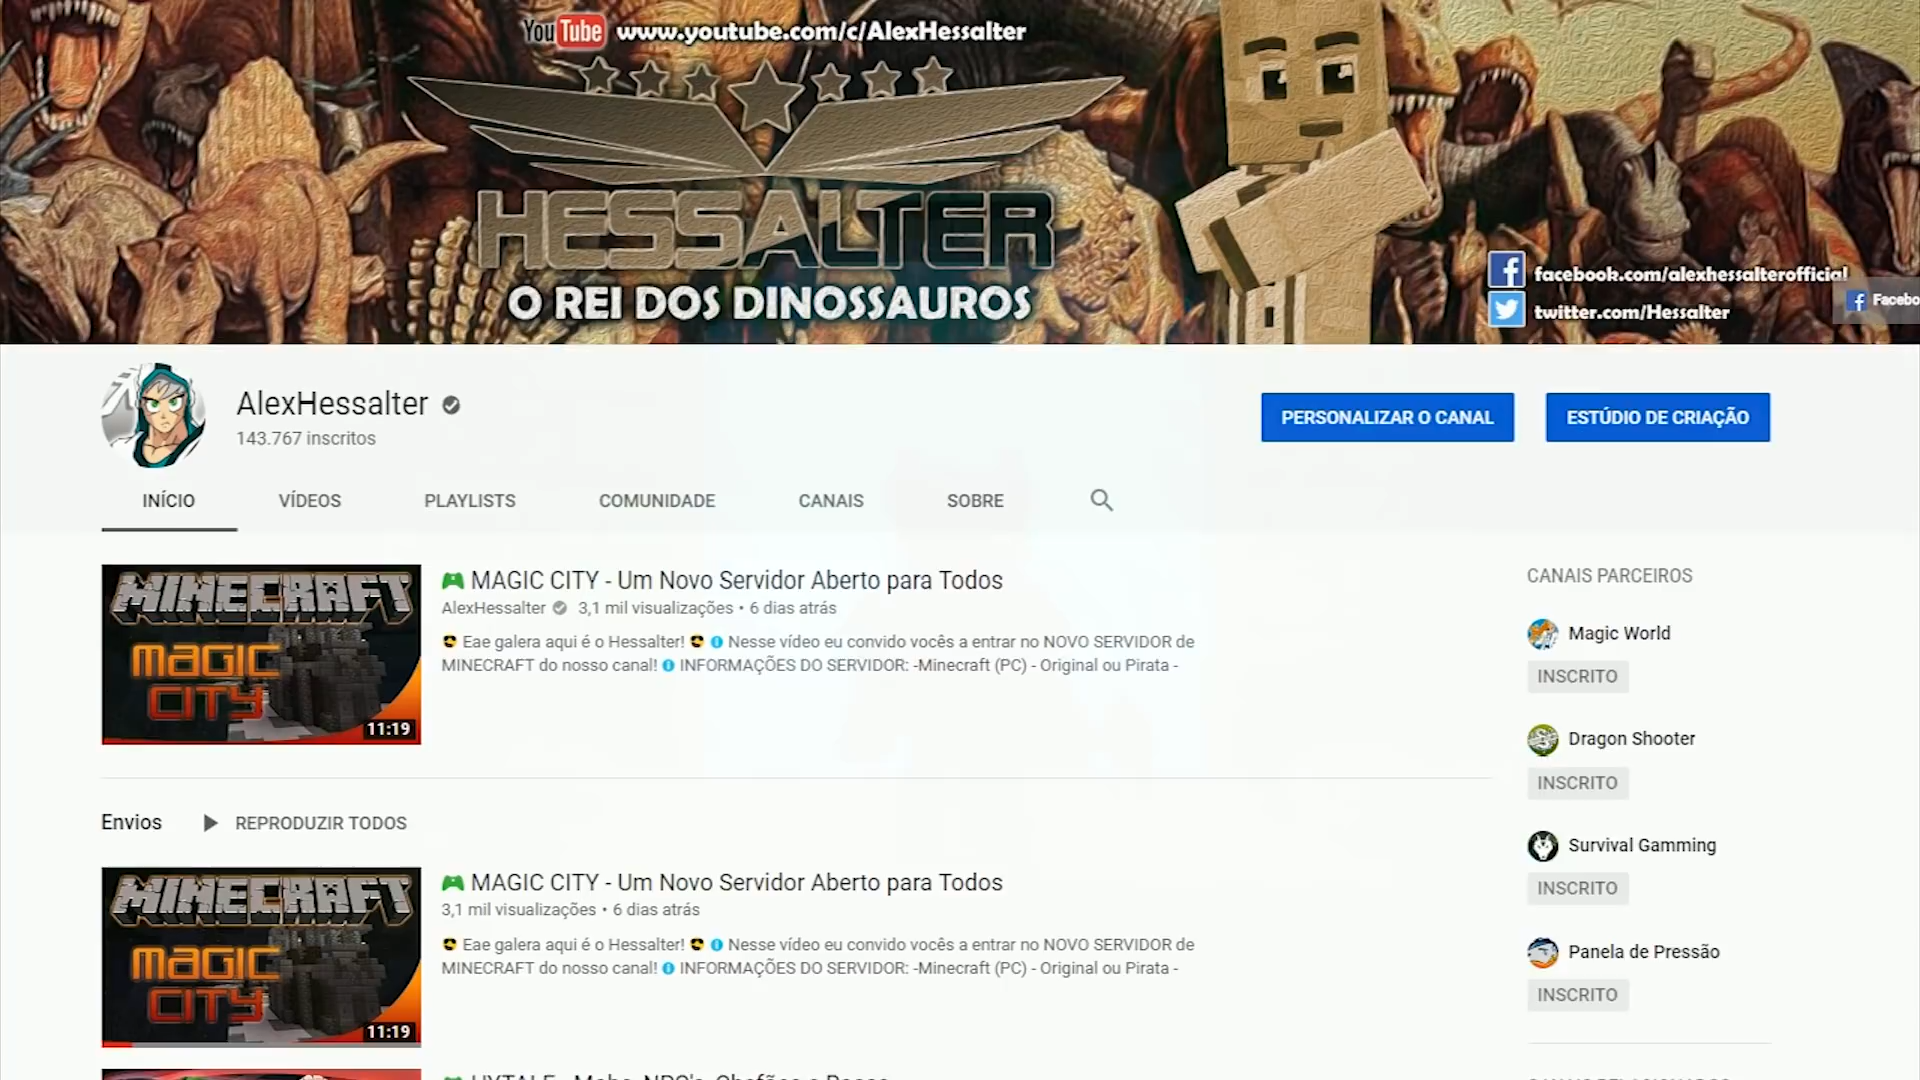 YouTube www.youtube.com/c/AlexHessalter
HESSALTER
O REI DOS DINOSSAUROS
facebook.com/alexhessalterofficial
twitter.com/Hessalter
AlexHessalter
143.767 inscritos
PERSONALIZAR O CANAL
ESTÚDIO DE CRIAÇÃO
INÍCIO VÍDEOS PLAYLISTS COMUNIDADE CANAIS SOBRE
MINECRAFT
MAGIC
CITY
11:19
MAGIC CITY - Um Novo Servidor Aberto para Todos
AlexHessalter 3,1 mil visualizações • 6 dias atrás
Eae galera aqui é o Hessalter! Nesse vídeo eu convido vocês a entrar no NOVO SERVIDOR de
MINECRAFT do nosso canal! INFORMAÇÕES DO SERVIDOR: -Minecraft (PC) - Original ou Pirata -
Envios REPRODUZIR TODOS
MINECRAFT
MAGIC
CITY
11:19
MAGIC CITY - Um Novo Servidor Aberto para Todos
3,1 mil visualizações • 6 dias atrás
Eae galera aqui é o Hessalter! Nesse vídeo eu convido vocês a entrar no NOVO SERVIDOR de
MINECRAFT do nosso canal! INFORMAÇÕES DO SERVIDOR: -Minecraft (PC) - Original ou Pirata -
CANAIS PARCEIROS
Magic World
INSCRITO
Dragon Shooter
INSCRITO
Survival Gamming
INSCRITO
Panela de Pressão
INSCRITO